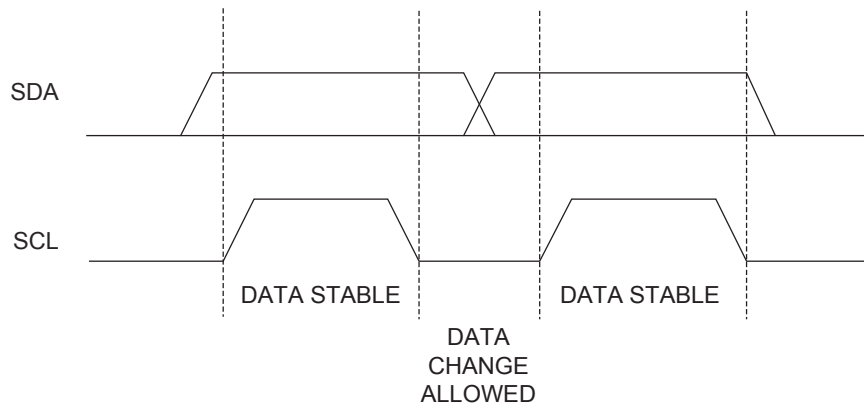 SDA
SCL
DATA STABLE
DATA STABLE
DATA
CHANGE
ALLOWED